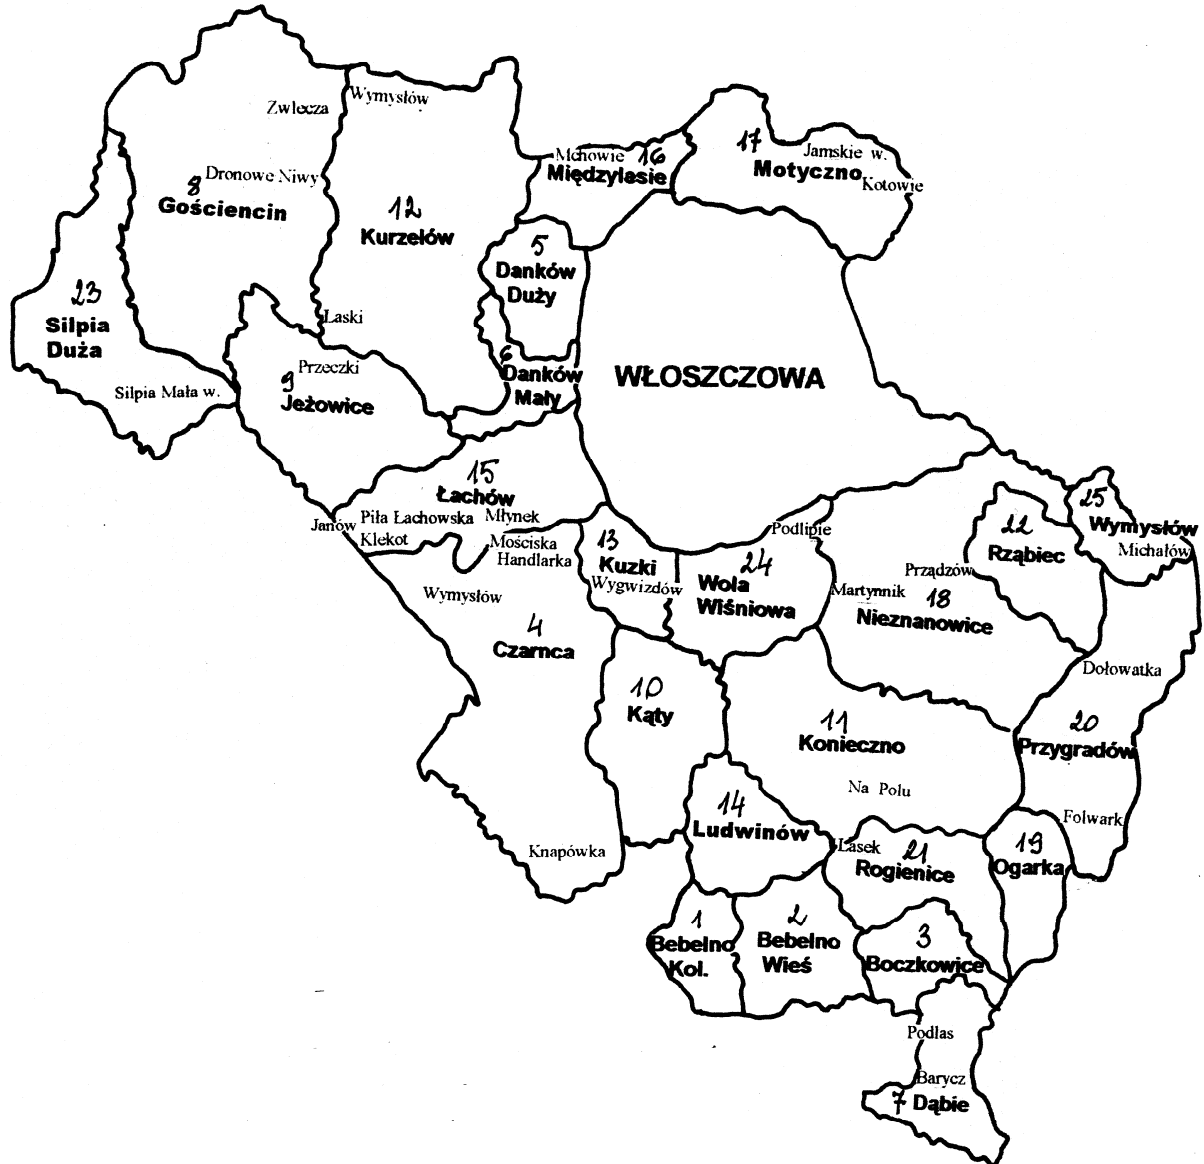 Zwlecza
Wymysłów
Dronowe Niwy
8
Gościencin
12
Kurzelów
Mchowie 16
Międzylasie
17
Jamskie w.
Motyczno
Kotowie
5
Danków
Duży
23
Silpia
Duża
Silpia Mała w.
Laski
Przeczki
9
Jeżowice
6
Danków
Mały
WŁOSZCZOWA
15
Łachów
Janów
Piła Łachowska
Młynek
Klekot
Mościska
Handlarka
Wymysłów
4
Czarnca
Knapówka
13
Kuzki
Wygwizdów
Podlipie
24
Wola
Wiśniowa
22
Rząbiec
25
Wymysłów
Michałów
Prządzów
Martynnik
18
Nieznanowice
Dołowatka
10
Kąty
11
Konieczno
Na Polu
20
Przygradów
Folwark
14
Ludwinów
Lasek
21
Rogienice
19
Ogarka
1
Bebelno
Kol.
2
Bebelno
Wieś
3
Boczkowice
Podlas
Barycz
7 Dąbie